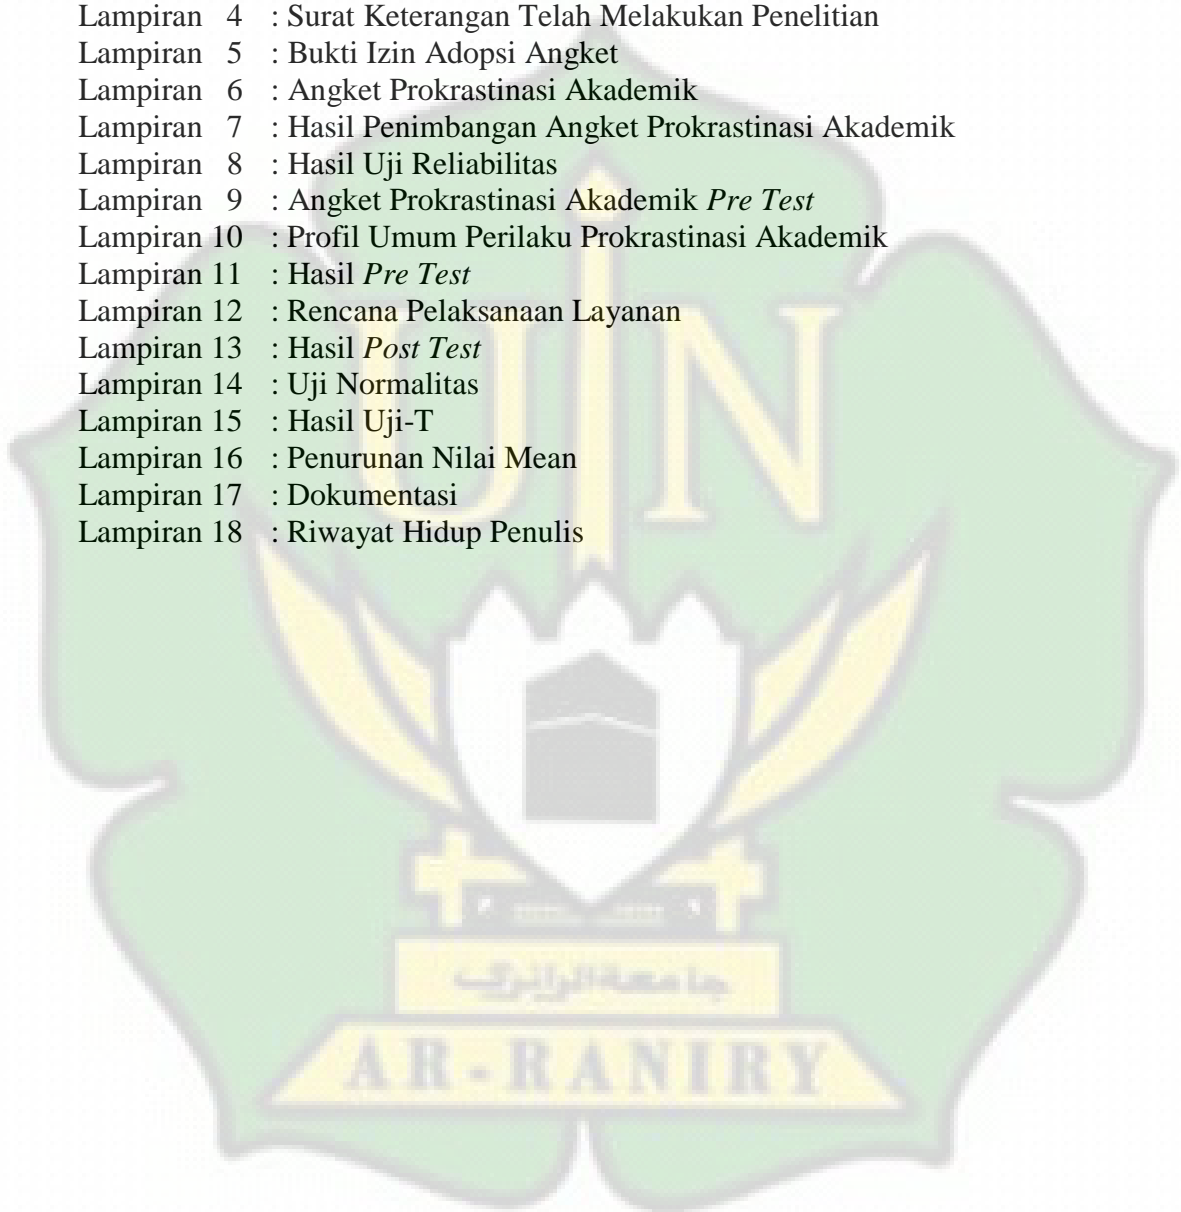 Lampiran 4 : Surat Keterangan Telah Melakukan Penelitian
Lampiran 5 : Bukti Izin Adopsi Angket
Lampiran 6 : Angket Prokrastinasi Akademik
Lampiran 7 : Hasil Penimbangan Angket Prokrastinasi Akademik
Lampiran 8 : Hasil Uji Reliabilitas
Lampiran 9 : Angket Prokrastinasi Akademik Pre Test
Lampiran 10 : Profil Umum Perilaku Prokrastinasi Akademik
Lampiran 11 : Hasil Pre Test
Lampiran 12 : Rencana Pelaksanaan Layanan
Lampiran 13 : Hasil Post Test
Lampiran 14 : Uji Normalitas
Lampiran 15 : Hasil Uji-T
Lampiran 16 : Penurunan Nilai Mean
Lampiran 17 : Dokumentasi
Lampiran 18 : Riwayat Hidup Penulis
UIN
جامعة الرانري
AR-RANIRY